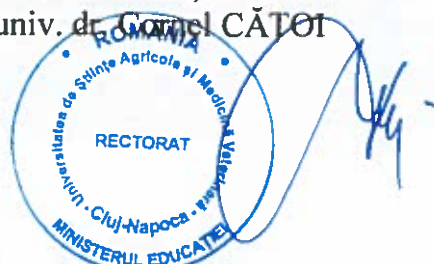 univ. dr. Cornel CĂTOI
ROMÂNIA
Universitatea de Științe Agricole și Medicină Veterinară
Cluj-Napoca
RECTORAT
MINISTERUL EDUCAȚIEI